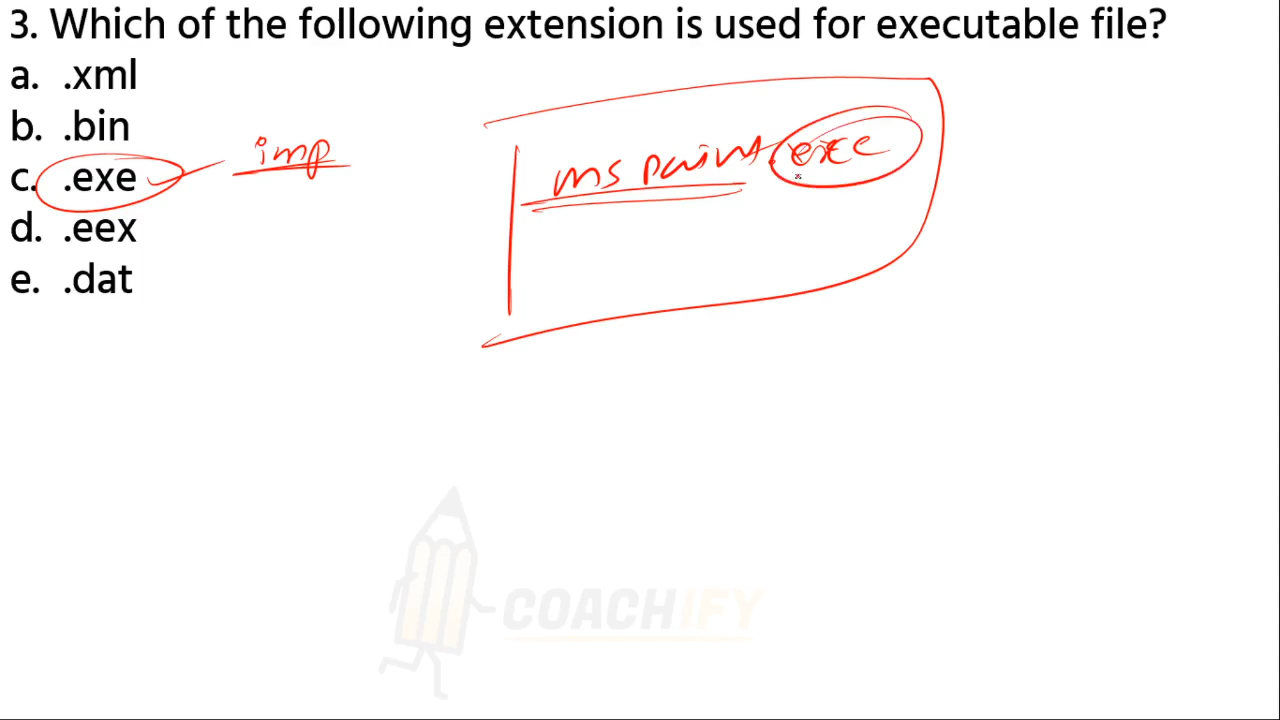 3. Which of the following extension is used for executable file?
a. .xml
b. .bin
c. .exe
imp
d. .eex
e. .dat
ms paint.exe
COACHIFY